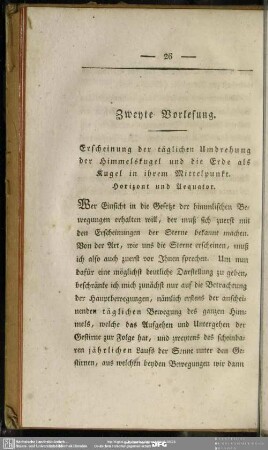 — 26 —
Zweyte Vorlesung.
Erscheinung der täglichen Umdrehung
der Himmelskugel und die Erde als
Kugel in ihrem Mittelpunkt.
Horizont und Aequator.
Wer Einsicht in die Gesetze der himmlischen Be-
wegungen erhalten will, der muß sich zuerst mit
den Erscheinungen der Sterne bekannt machen.
Von der Art, wie uns die Sterne erscheinen, muß
ich also auch zuerst vor Ihnen sprechen. Um nun
dafür eine möglichst deutliche Darstellung zu geben,
beschränke ich mich zunächst nur auf die Betrachtung
der Hauptbewegungen, nämlich erstens der anschei-
nenden täglichen Bewegung des ganzen Him-
mels, welche das Aufgehen und Untergehen der
Gestirne zur Folge hat, und zweytens des scheinba-
ren jährlichen Laufs der Sonne unter den Ge-
stirnen, aus welchen beyden Bewegungen wir dann